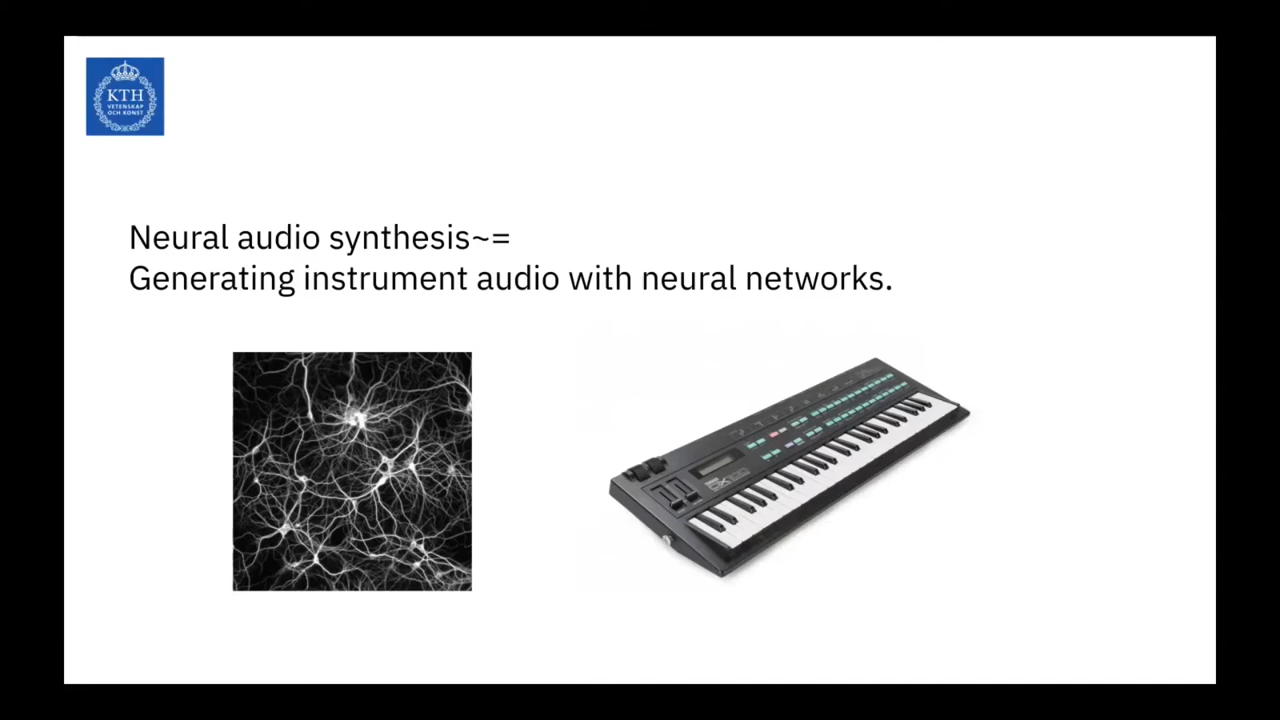 KTH
VETENSKAP
OCH KONST
Neural audio synthesis~=
Generating instrument audio with neural networks.